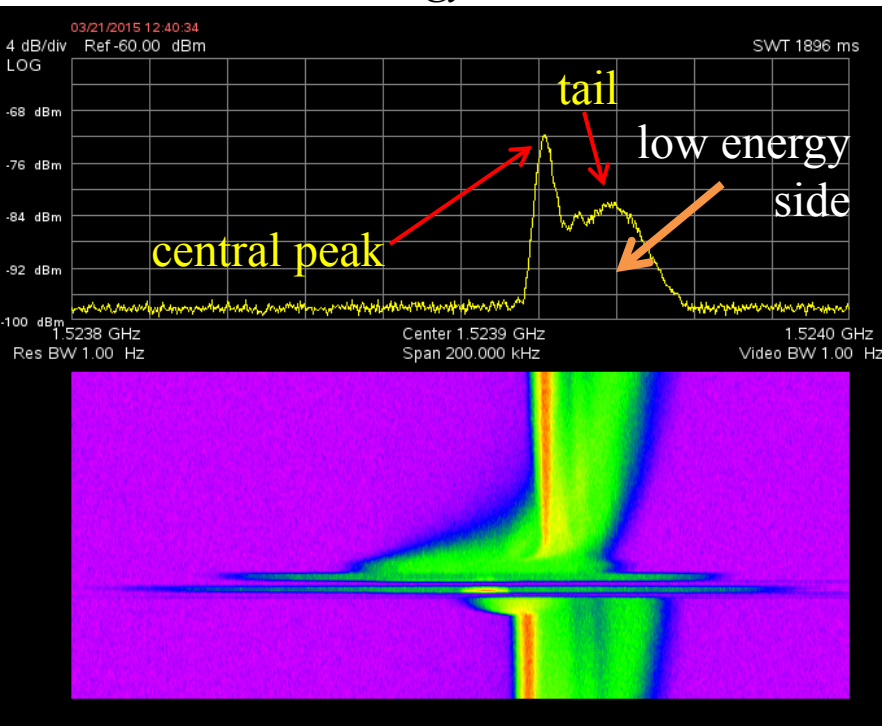 gy
03/21/2015 12:40:34
4 dB/div Ref -60.00 dBm SWT 1896 ms
LOG
tail
-68 dBm
low energy
-76 dBm
side
-84 dBm
central peak
-92 dBm
-100 dBm
1.5238 GHz Center 1.5239 GHz 1.5240 GHz
Res BW 1.00 Hz Span 200.000 kHz Video BW 1.00 Hz